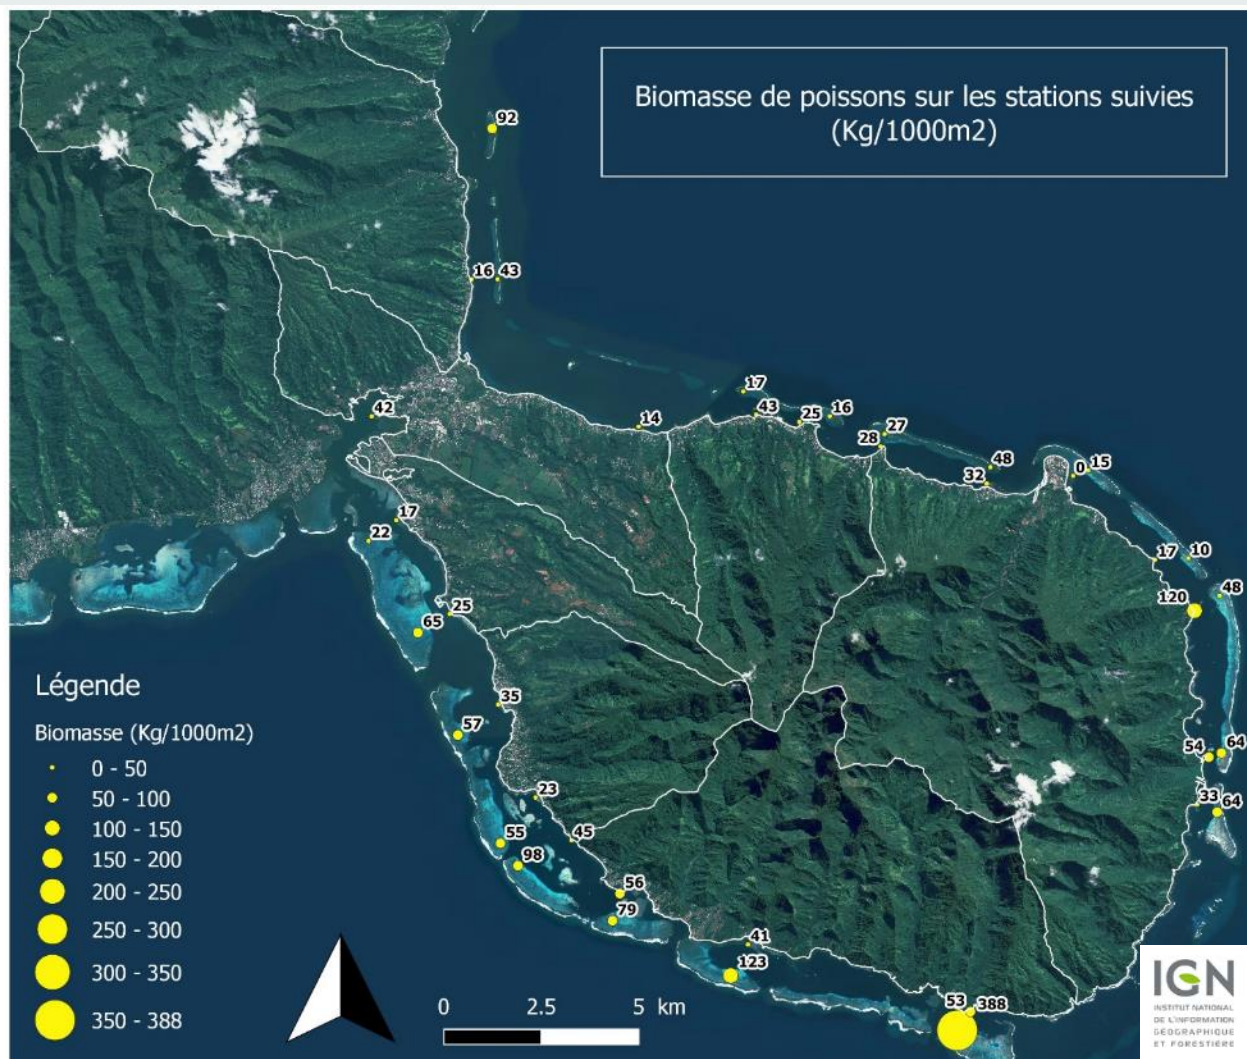 Biomasse de poissons sur les stations suivies
(Kg/1000m2)
92
16 43
17
43
25 16
14
42
27
28
48
32
0 15
17
22
17 10
48
120
25
65
35
57
54 64
33 64
23
45
55
98
56
79
41
123
53 388
Légende
Biomasse (Kg/1000m2)
0 - 50
50 - 100
100 - 150
150 - 200
200 - 250
250 - 300
300 - 350
350 - 388
0 2.5 5 km
IGN
INSTITUT NATIONAL
DE L'INFORMATION
GÉOGRAPHIQUE
ET FORESTIÈRE